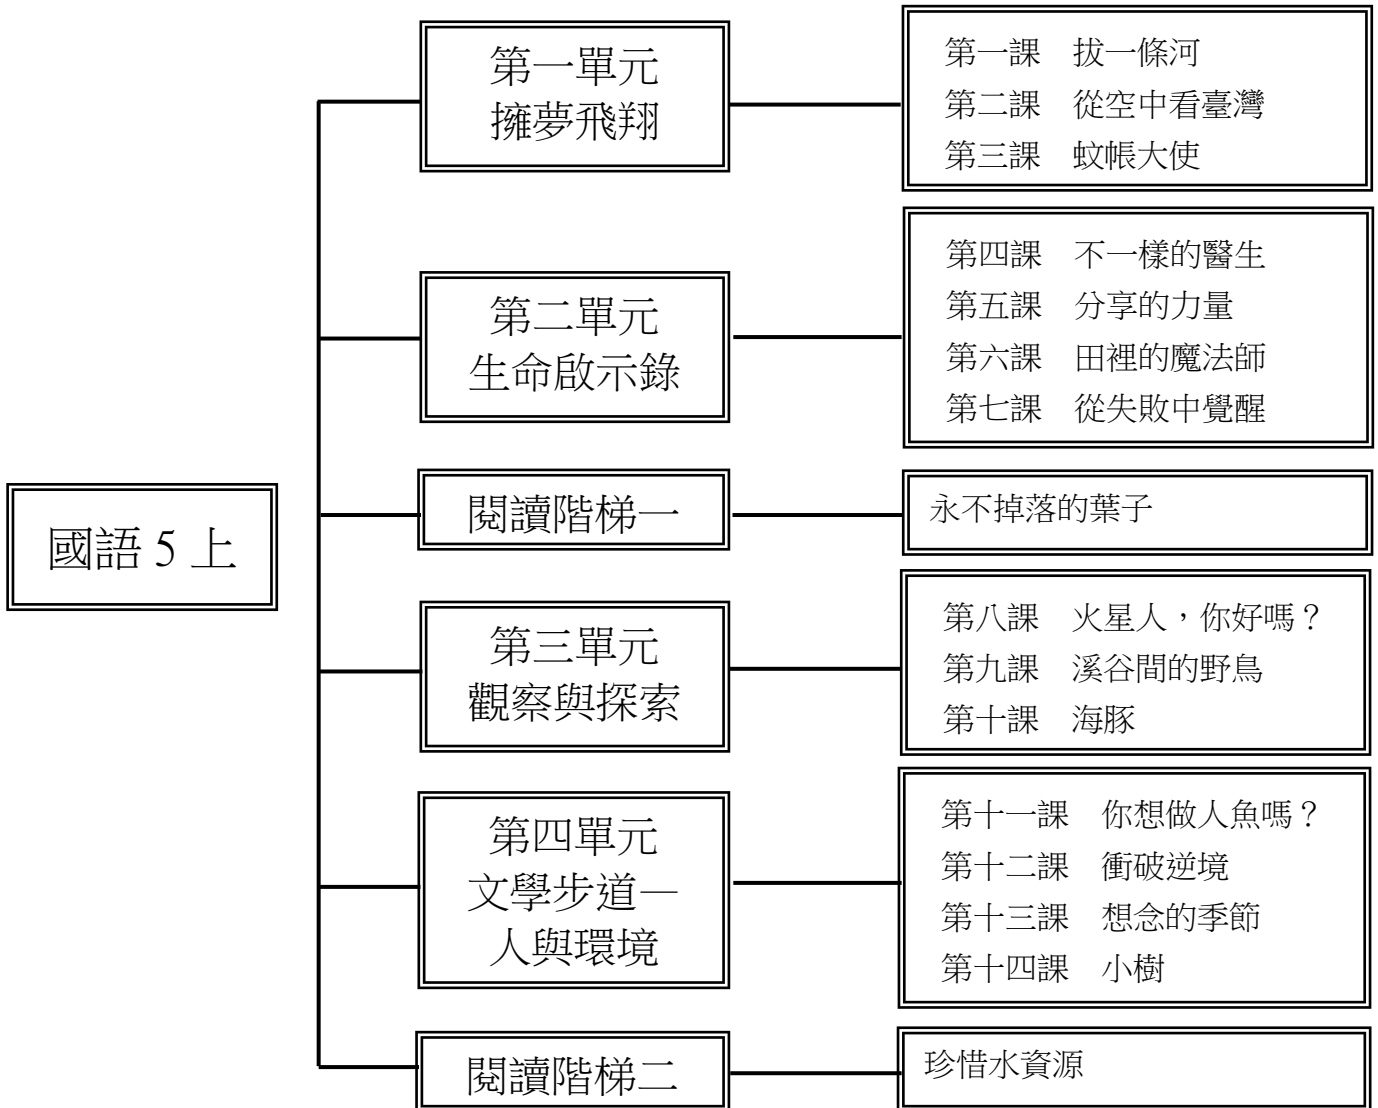 國語 5 上
第一單元
擁夢飛翔
第一課　拔一條河
第二課　從空中看臺灣
第三課　蚊帳大使
第二單元
生命啟示錄
第四課　不一樣的醫生
第五課　分享的力量
第六課　田裡的魔法師
第七課　從失敗中覺醒
閱讀階梯一
永不掉落的葉子
第三單元
觀察與探索
第八課　火星人，你好嗎？
第九課　溪谷間的野鳥
第十課　海豚
第四單元
文學步道—
人與環境
第十一課　你想做人魚嗎？
第十二課　衝破逆境
第十三課　想念的季節
第十四課　小樹
閱讀階梯二
珍惜水資源